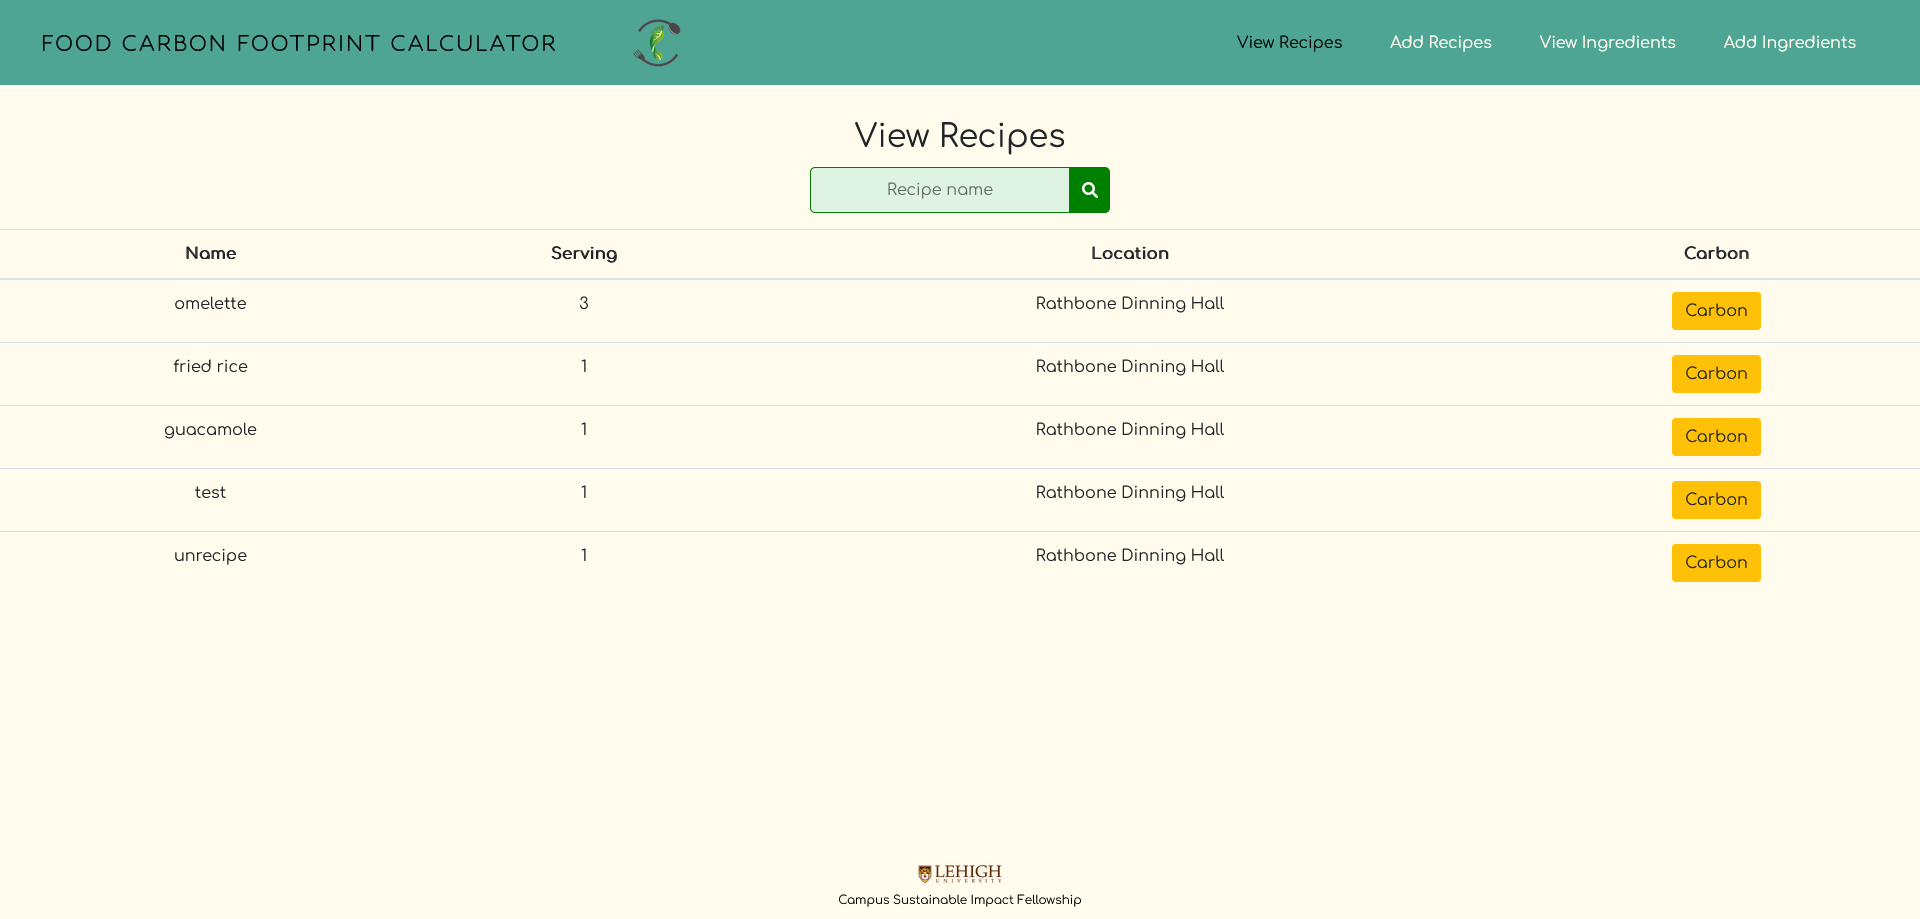 FOOD CARBON FOOTPRINT CALCULATOR
View Recipes Add Recipes View Ingredients Add Ingredients
View Recipes
Recipe name
Name Serving Location Carbon
omelette 3 Rathbone Dinning Hall Carbon
fried rice 1 Rathbone Dinning Hall Carbon
guacamole 1 Rathbone Dinning Hall Carbon
test 1 Rathbone Dinning Hall Carbon
unrecipe 1 Rathbone Dinning Hall Carbon
LEHIGH
UNIVERSITY
Campus Sustainable Impact Fellowship